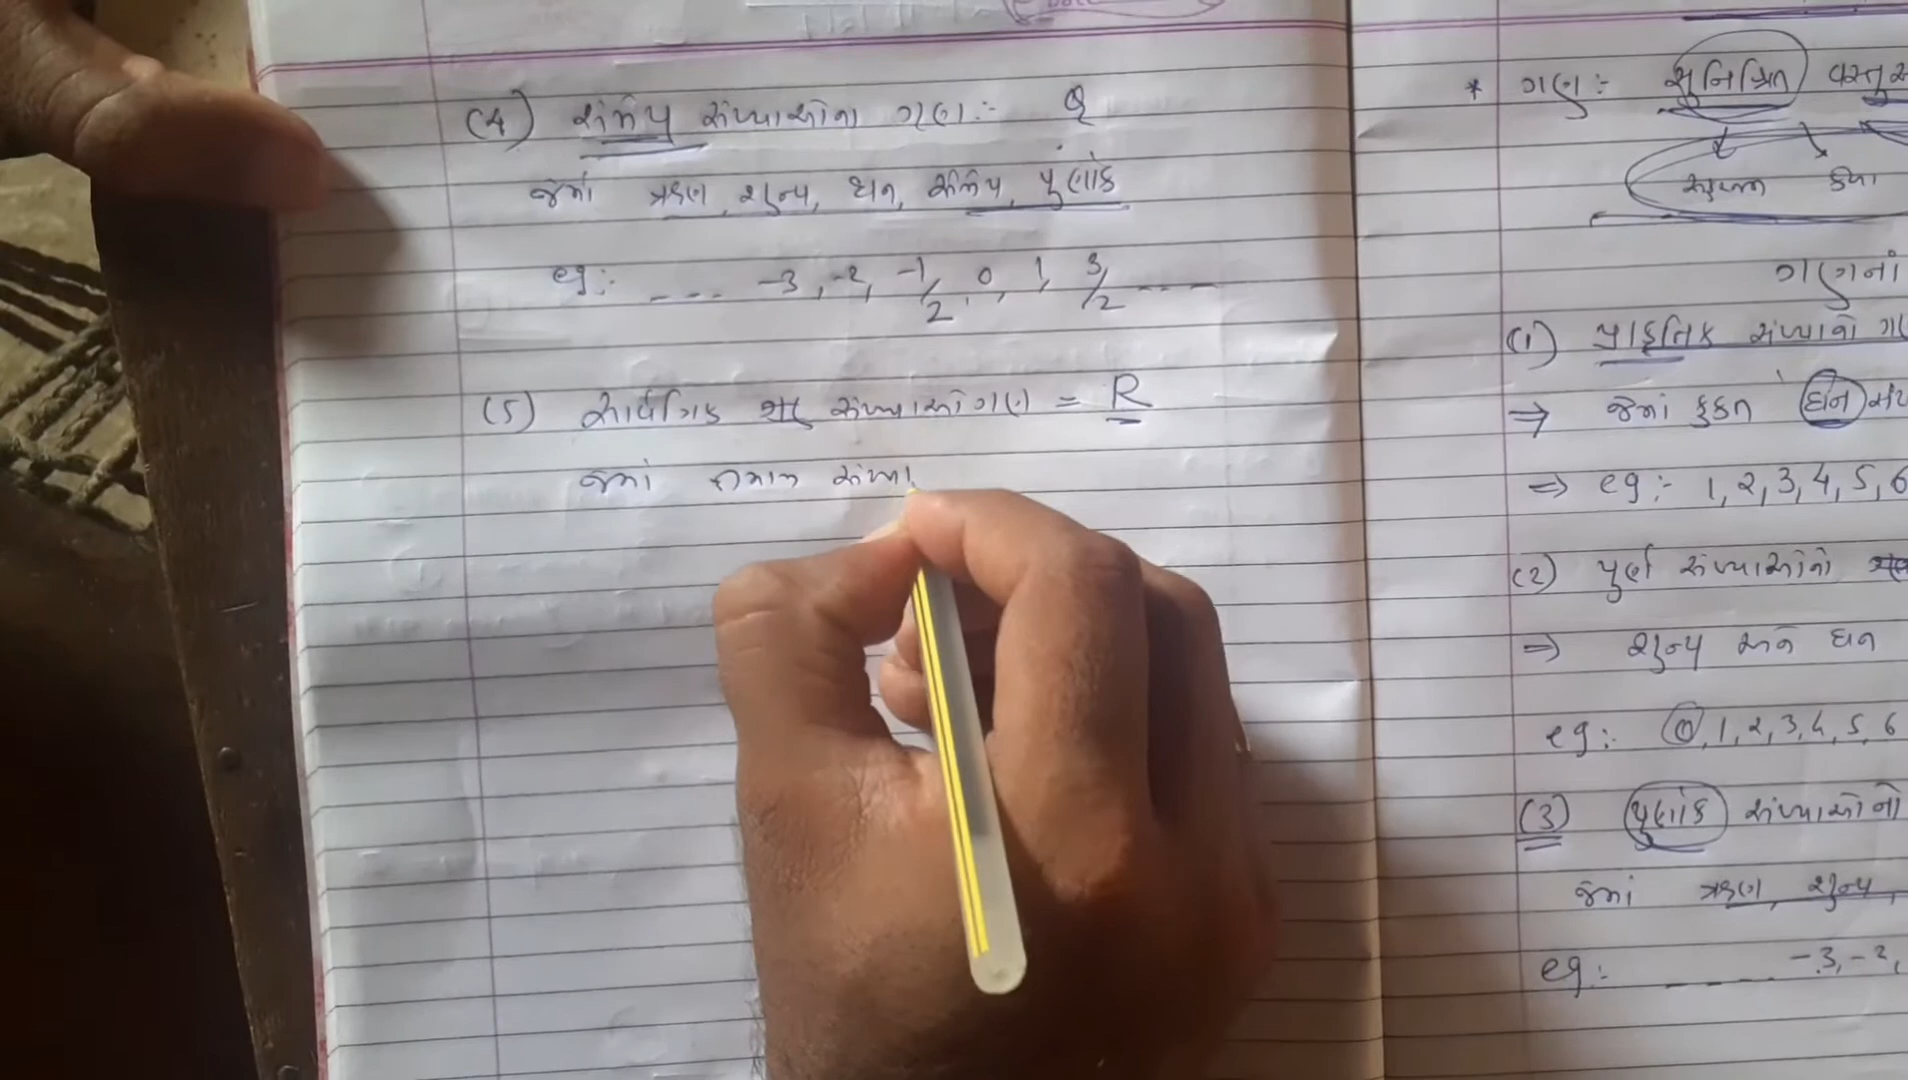 (4) સંમેય સંખ્યાઓના ગણ :- Q
જેમાં ઋણ, શૂન્ય, ધન, સંમેય, પુર્ણાંક
eg:- --- -3, -2, -1/2, 0, 1, 3/2 ---
(5) સાર્વત્રિક સંખ્યાઓ ગણ = R
જેમાં તમામ સંખ્યા
* ગણ :- સુનિશ્ચિત વસ્તુ
ક્યા
ગણનાં
(1) પ્રાકૃતિક સંખ્યાનો
⇒ જેમાં ફક્ત ધન
⇒ eg:- 1, 2, 3, 4, 5, 6
(2) પુર્ણ સંખ્યાઓનો
⇒ શૂન્ય અને ધન
eg:- 0, 1, 2, 3, 4, 5, 6
(3) પુર્ણાંક સંખ્યાઓનો
જેમાં ઋણ, શૂન્ય,
eg:- ---- -3, -2,